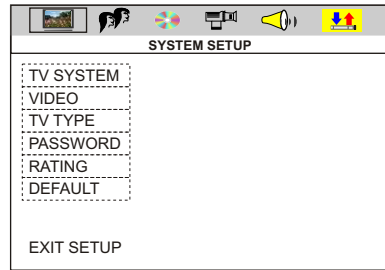 SYSTEM SETUP
TV SYSTEM
VIDEO
TV TYPE
PASSWORD
RATING
DEFAULT
EXIT SETUP